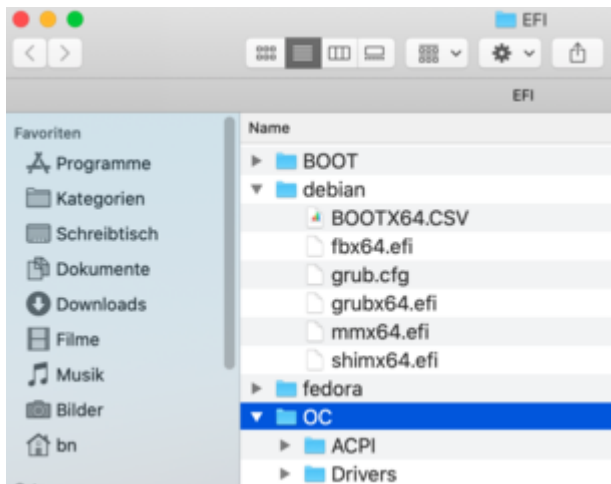 EFI
EFI
Favoriten
Programme
Kategorien
Schreibtisch
Dokumente
Downloads
Filme
Musik
Bilder
bn
Name
BOOT
debian
BOOTX64.CSV
fbx64.efi
grub.cfg
grubx64.efi
mmx64.efi
shimx64.efi
fedora
OC
ACPI
Drivers